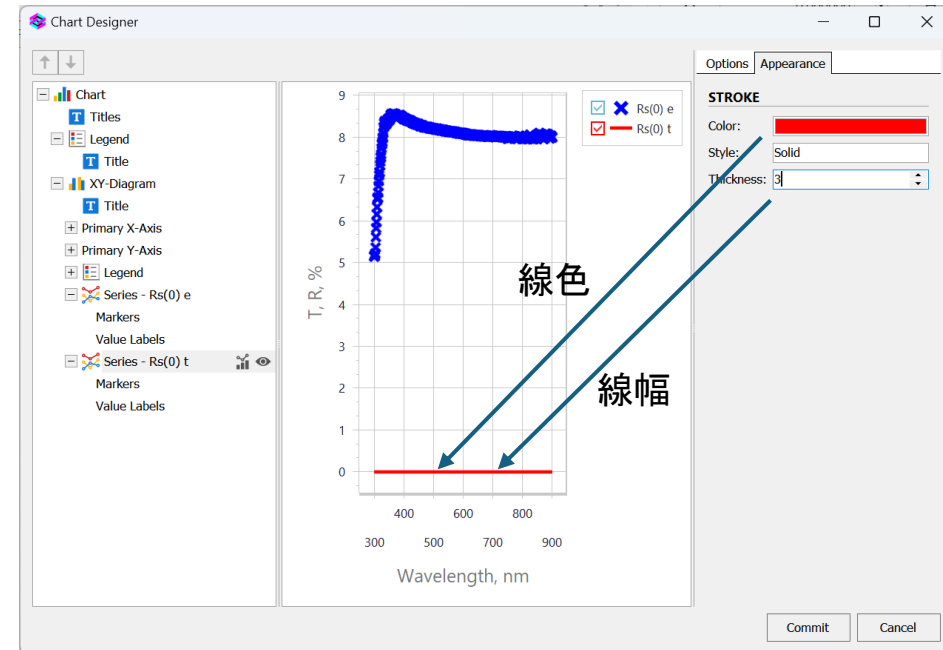 Chart Designer
Chart
Titles
Legend
Title
XY-Diagram
Title
Primary X-Axis
Primary Y-Axis
Legend
Series - Rs(0) e
Markers
Value Labels
Series - Rs(0) t
Markers
Value Labels
9
8
7
6
5
4
3
2
1
0
T, R, %
400 600 800
300 500 700 900
Wavelength, nm
Rs(0) e
Rs(0) t
線色
線幅
Options Appearance
STROKE
Color:
Style: Solid
Thickness: 3
Commit Cancel